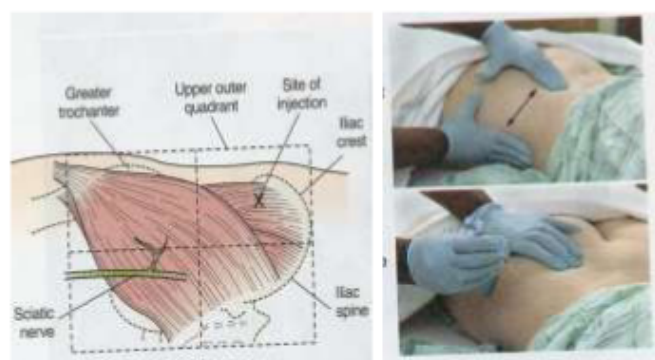 Greater
trochanter
Upper outer
quadrant
Site of
injection
Iliac
crest
Sciatic
nerve
Iliac
spine